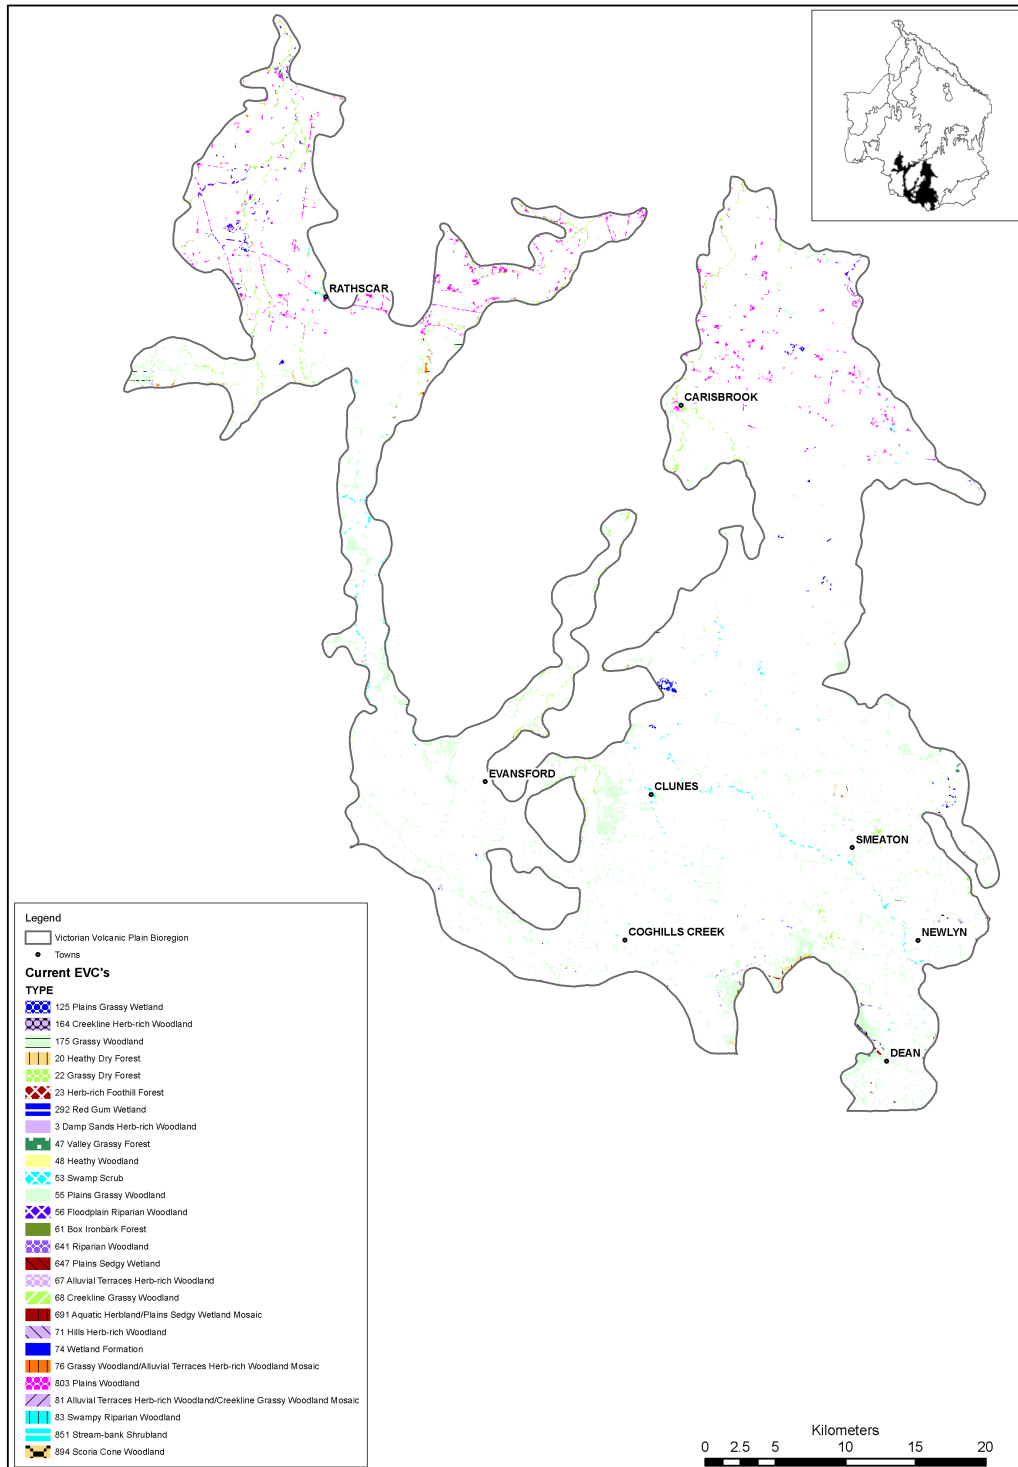 RATHSCAR
CARISBROOK
EVANSFORD
CLUNES
SMEATON
COGHILLS CREEK
NEWLYN
DEAN
Legend
Victorian Volcanic Plain Bioregion
Towns
Current EVC's
TYPE
125 Plains Grassy Wetland
164 Creekline Herb-rich Woodland
175 Grassy Woodland
20 Heathy Dry Forest
22 Grassy Dry Forest
23 Herb-rich Foothill Forest
292 Red Gum Wetland
3 Damp Sands Herb-rich Woodland
47 Valley Grassy Forest
48 Heathy Woodland
53 Swamp Scrub
55 Plains Grassy Woodland
56 Floodplain Riparian Woodland
61 Box Ironbark Forest
641 Riparian Woodland
647 Plains Sedgy Wetland
67 Alluvial Terraces Herb-rich Woodland
68 Creekline Grassy Woodland
691 Aquatic Herbland/Plains Sedgy Wetland Mosaic
71 Hills Herb-rich Woodland
74 Wetland Formation
76 Grassy Woodland/Alluvial Terraces Herb-rich Woodland Mosaic
803 Plains Woodland
81 Alluvial Terraces Herb-rich Woodland/Creekline Grassy Woodland Mosaic
83 Swampy Riparian Woodland
851 Stream-bank Shrubland
894 Scoria Cone Woodland
Kilometers
0 2.5 5 10 15 20